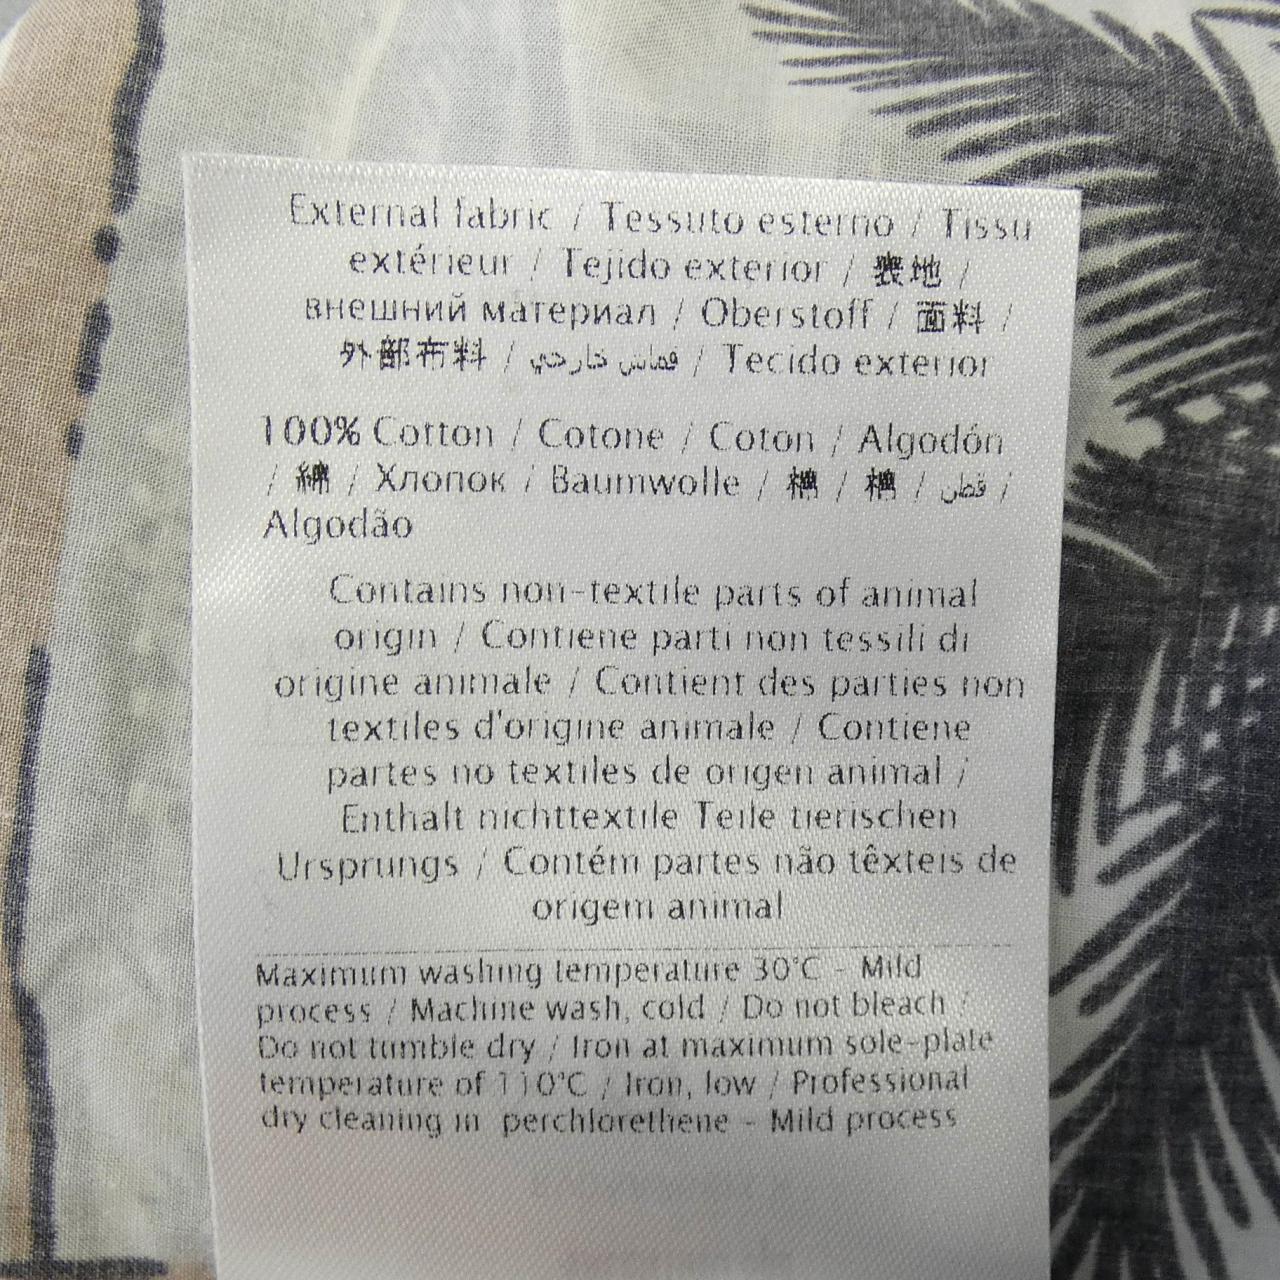 External fabric / Tessuto esterno / Tissu
extérieur / Tejido exterior / 表地 /
внешний материал / Oberstoff / 面料 /
外部布料 / قماش خارجي / Tecido exterior
100% Cotton / Cotone / Coton / Algodón
/ 綿 / Хлопок / Baumwolle / 棉 / 棉 / قطن /
Algodão
Contains non-textile parts of animal
origin / Contiene parti non tessili di
origine animale / Contient des parties non
textiles d'origine animale / Contiene
partes no textiles de origen animal /
Enthält nichttextile Teile tierischen
Ursprungs / Contém partes não têxteis de
origem animal
Maximum washing temperature 30°C - Mild
process / Machine wash, cold / Do not bleach /
Do not tumble dry / Iron at maximum sole-plate
temperature of 110°C / Iron, low / Professional
dry cleaning in perchlorethene - Mild process